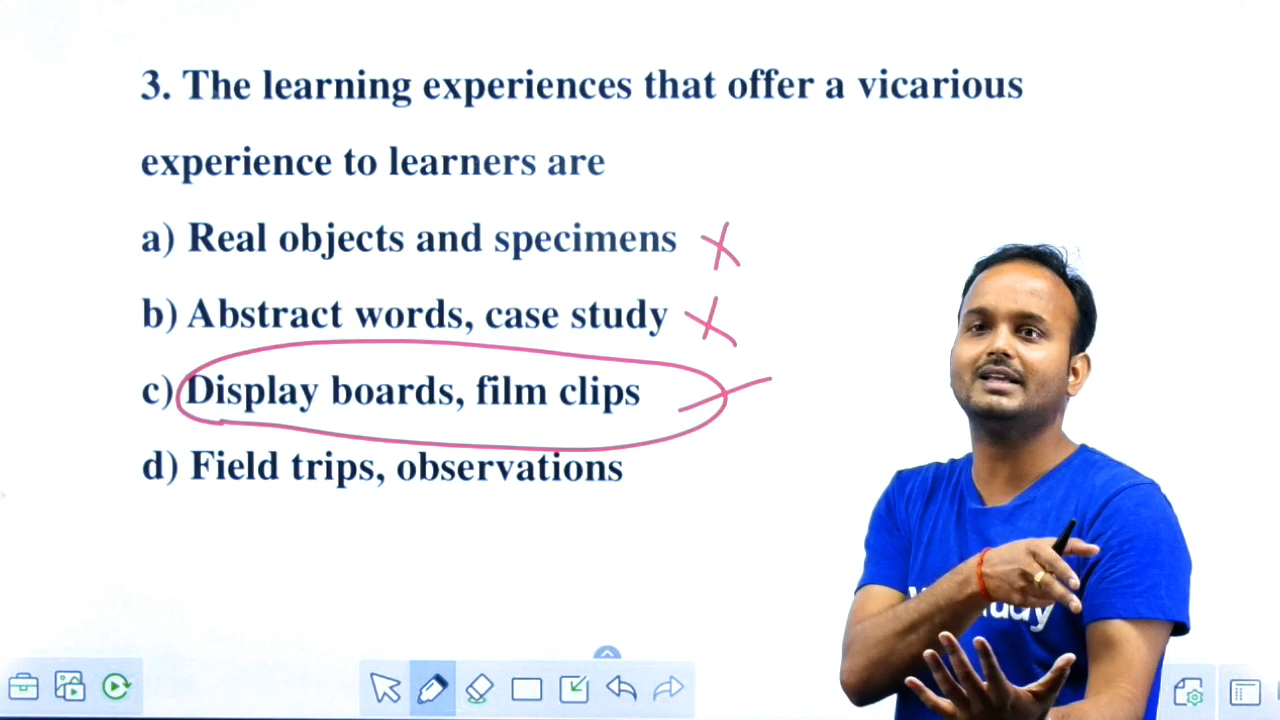 3. The learning experiences that offer a vicarious
experience to learners are
a) Real objects and specimens
b) Abstract words, case study
c) Display boards, film clips
d) Field trips, observations